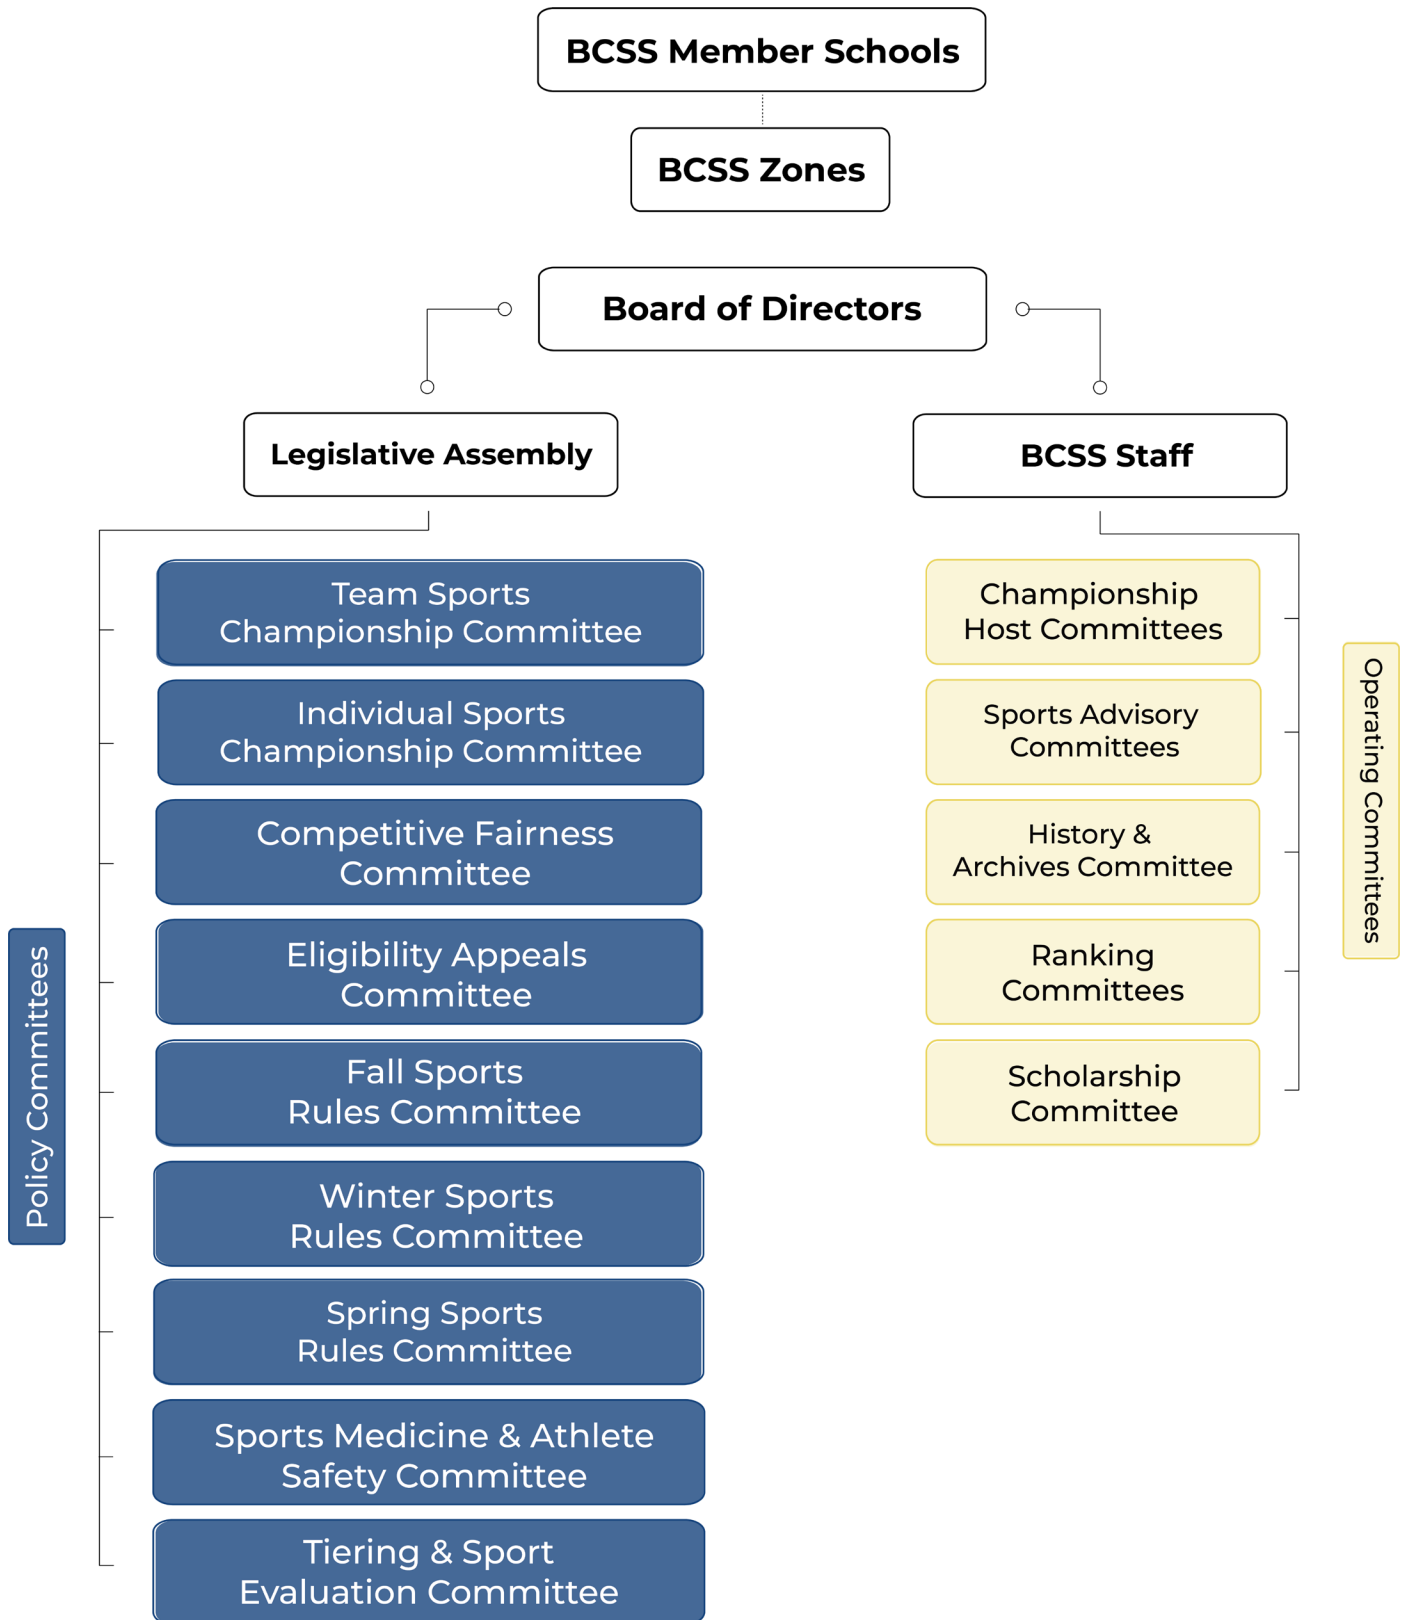 BCSS Member Schools
BCSS Zones
Board of Directors
Legislative Assembly
BCSS Staff
Policy Committees
Team Sports
Championship Committee
Individual Sports
Championship Committee
Competitive Fairness
Committee
Eligibility Appeals
Committee
Fall Sports
Rules Committee
Winter Sports
Rules Committee
Spring Sports
Rules Committee
Sports Medicine & Athlete
Safety Committee
Tiering & Sport
Evaluation Committee
Championship
Host Committees
Sports Advisory
Committees
History &
Archives Committee
Ranking
Committees
Scholarship
Committee
Operating Committees